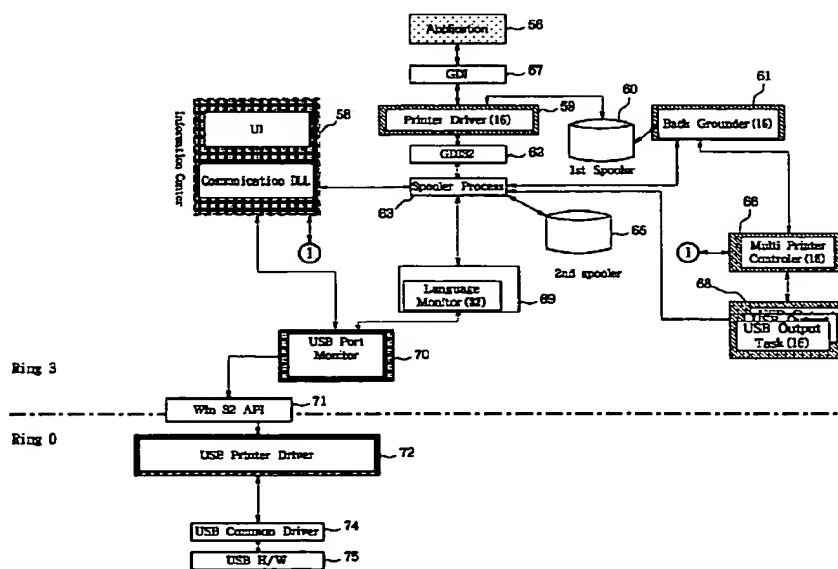 Application
56
GDI
57
Printer Driver (16)
59
60
1st Spooler
61
Back Grounder (16)
Information Center
UI
58
Commnication DLL
1
GDIS2
62
Spooler Process
63
65
2nd spooler
66
1
Multi Printer
Controler (16)
68
USB Output
Task (16)
Language
Monitor (32)
69
USB Port
Monitor
70
Ring 3
Win S2 API
71
Ring 0
USB Printer Driver
72
USB Common Driver
74
USB H/W
75